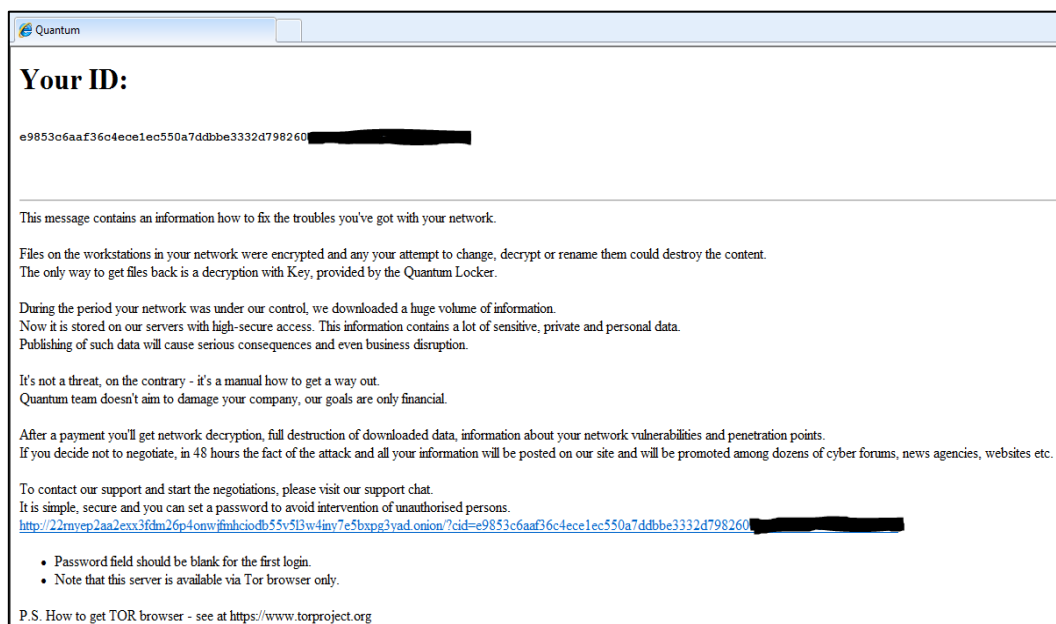 Quantum
Your ID:
e9853c6aaf36c4ece1ec550a7ddbbe3332d798260
This message contains an information how to fix the troubles you've got with your network.
Files on the workstations in your network were encrypted and any your attempt to change, decrypt or rename them could destroy the content.
The only way to get files back is a decryption with Key, provided by the Quantum Locker.
During the period your network was under our control, we downloaded a huge volume of information.
Now it is stored on our servers with high-secure access. This information contains a lot of sensitive, private and personal data.
Publishing of such data will cause serious consequences and even business disruption.
It's not a threat, on the contrary - it's a manual how to get a way out.
Quantum team doesn't aim to damage your company, our goals are only financial.
After a payment you'll get network decryption, full destruction of downloaded data, information about your network vulnerabilities and penetration points.
If you decide not to negotiate, in 48 hours the fact of the attack and all your information will be posted on our site and will be promoted among dozens of cyber forums, news agencies, websites etc.
To contact our support and start the negotiations, please visit our support chat.
It is simple, secure and you can set a password to avoid intervention of unauthorised persons.
http://22rnyep2aa2exx3fdm26p4onwjfmhciodb55v5l3w4iny7e5bxpg3yad.onion/?cid=e9853c6aaf36c4ece1ec550a7ddbbe3332d798260
• Password field should be blank for the first login.
• Note that this server is available via Tor browser only.
P.S. How to get TOR browser - see at https://www.torproject.org